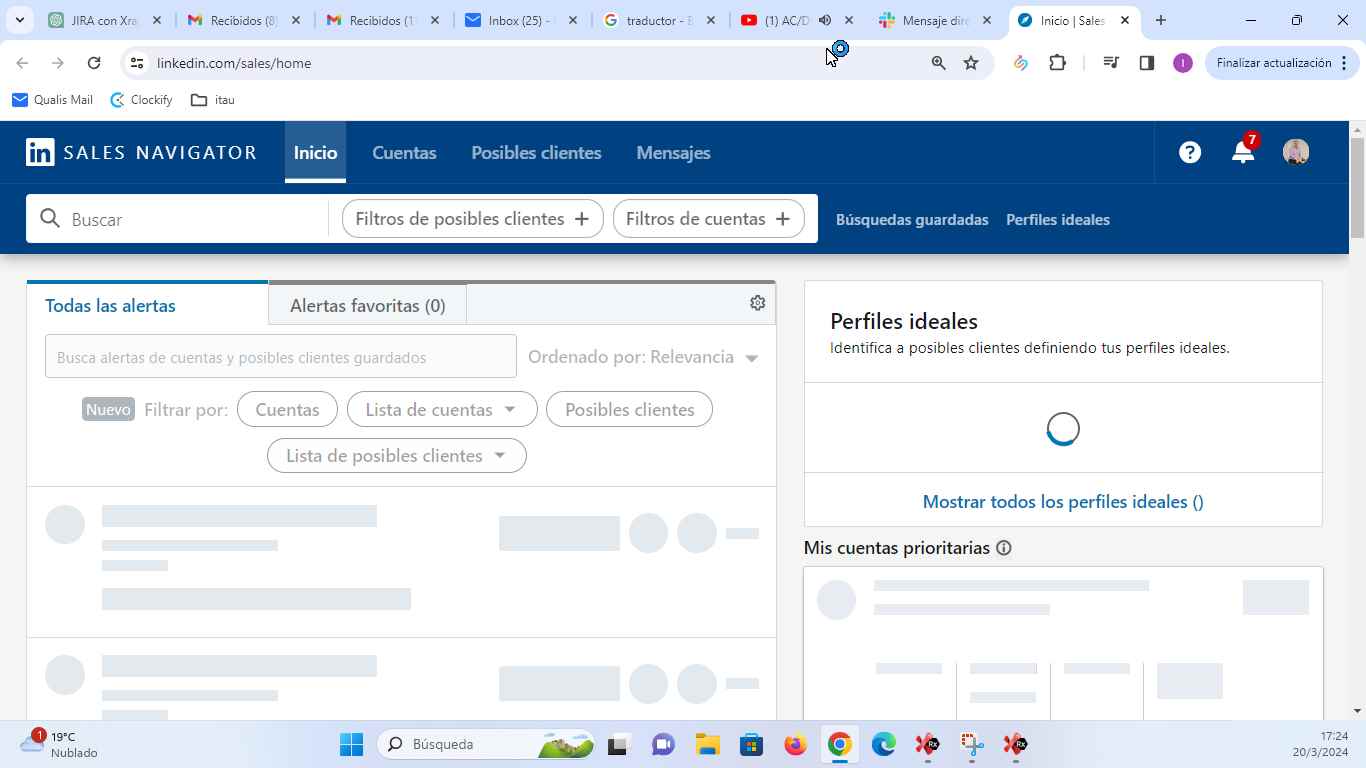 JIRA con Xra
Recibidos (8)
Recibidos (1
Inbox (25) -
traductor - B
(1) AC/D
Mensaje dire
Inicio | Sales
linkedin.com/sales/home
I
Finalizar actualización
Qualis Mail
Clockify
itau
in SALES NAVIGATOR
Inicio
Cuentas
Posibles clientes
Mensajes
?
7
Buscar
Filtros de posibles clientes +
Filtros de cuentas +
Búsquedas guardadas
Perfiles ideales
Todas las alertas
Alertas favoritas (0)
Busca alertas de cuentas y posibles clientes guardados
Ordenado por: Relevancia
Nuevo
Filtrar por:
Cuentas
Lista de cuentas
Posibles clientes
Lista de posibles clientes
Perfiles ideales
Identifica a posibles clientes definiendo tus perfiles ideales.
Mostrar todos los perfiles ideales ()
Mis cuentas prioritarias
1
19°C
Nublado
Búsqueda
Rx
Rx
17:24
20/3/2024